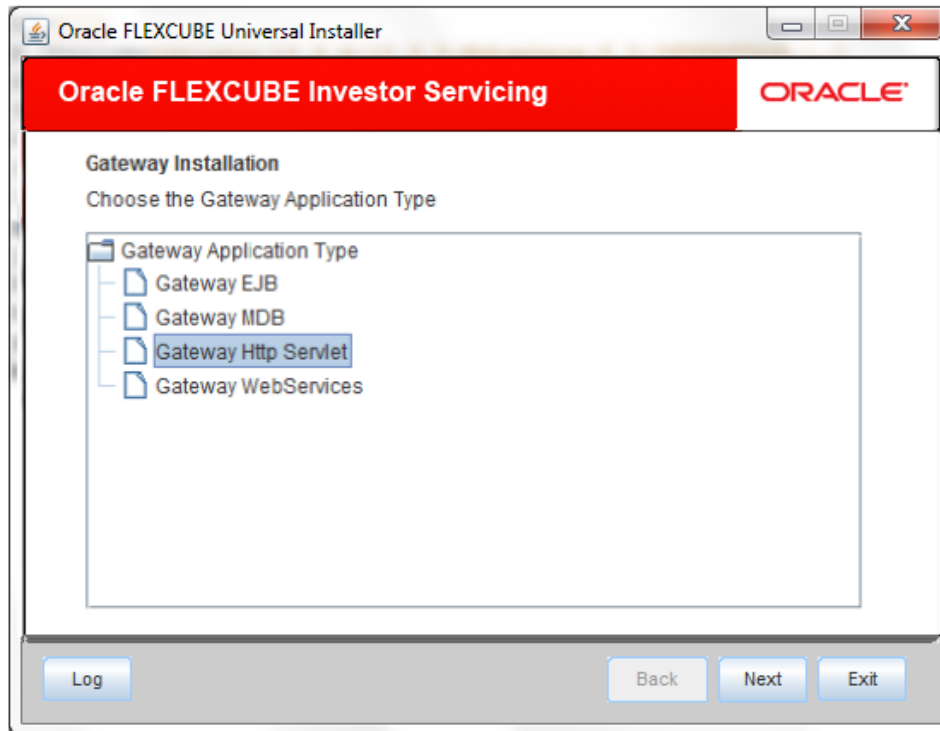 Oracle FLEXCUBE Universal Installer
Oracle FLEXCUBE Investor Servicing
ORACLE
Gateway Installation
Choose the Gateway Application Type
Gateway Application Type
Gateway EJB
Gateway MDB
Gateway Http Servlet
Gateway WebServices
Log
Back
Next
Exit